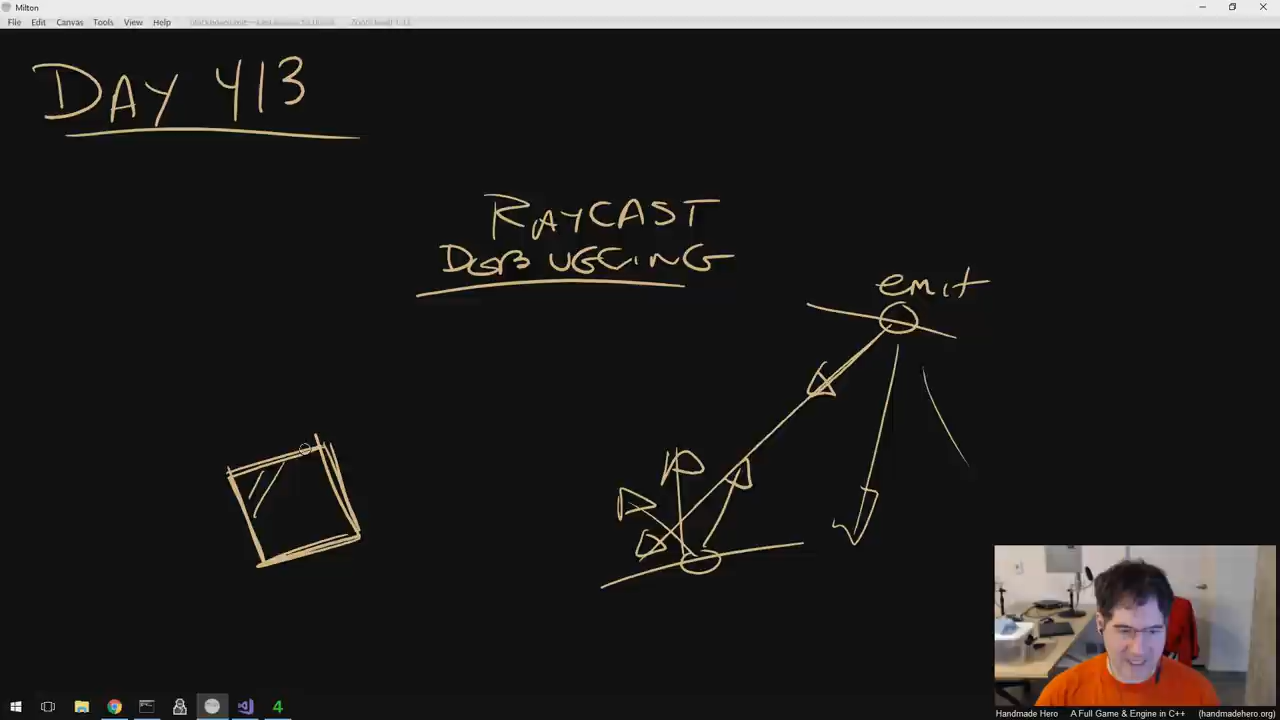 Milton
File Edit Canvas Tools View Help
DAY 413
RAYCAST
DEBUGGING
emit
4
Handmade Hero A Full Game & Engine in C++ (handmadehero.org)